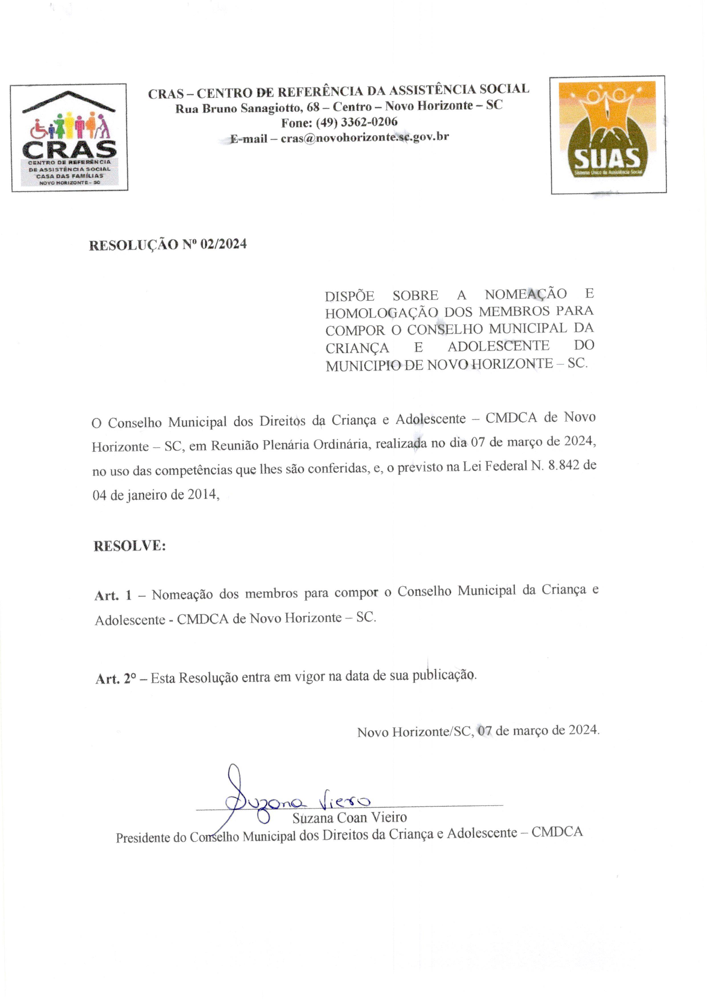 CRAS – CENTRO DE REFERÊNCIA DA ASSISTÊNCIA SOCIAL
Rua Bruno Sanagiotto, 68 – Centro – Novo Horizonte – SC
Fone: (49) 3362-0206
E-mail – cras@novohorizonte.sc.gov.br
CRAS
CENTRO DE REFERÊNCIA
DE ASSISTÊNCIA SOCIAL
"CASA DAS FAMÍLIAS"
NOVO HORIZONTE – SC
SUAS
Sistema Único de Assistência Social
RESOLUÇÃO Nº 02/2024
DISPÕE SOBRE A NOMEAÇÃO E
HOMOLOGAÇÃO DOS MEMBROS PARA
COMPOR O CONSELHO MUNICIPAL DA
CRIANÇA E ADOLESCENTE DO
MUNICIPIO DE NOVO HORIZONTE – SC.
O Conselho Municipal dos Direitos da Criança e Adolescente – CMDCA de Novo
Horizonte – SC, em Reunião Plenária Ordinária, realizada no dia 07 de março de 2024,
no uso das competências que lhes são conferidas, e, o previsto na Lei Federal N. 8.842 de
04 de janeiro de 2014,
RESOLVE:
Art. 1 – Nomeação dos membros para compor o Conselho Municipal da Criança e
Adolescente - CMDCA de Novo Horizonte – SC.
Art. 2º – Esta Resolução entra em vigor na data de sua publicação.
Novo Horizonte/SC, 07 de março de 2024.
Suzana Viero
Suzana Coan Vieiro
Presidente do Conselho Municipal dos Direitos da Criança e Adolescente – CMDCA